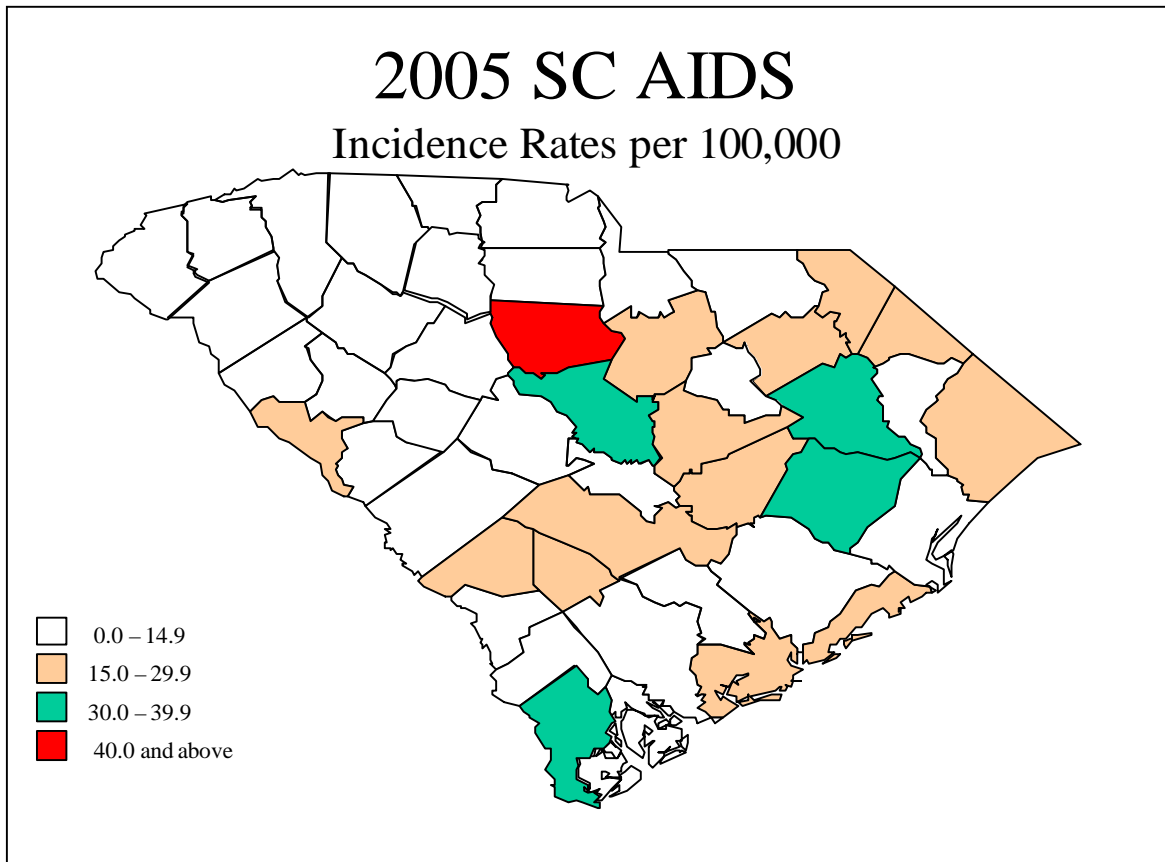 2005 SC AIDS
Incidence Rates per 100,000
0.0 – 14.9
15.0 – 29.9
30.0 – 39.9
40.0 and above